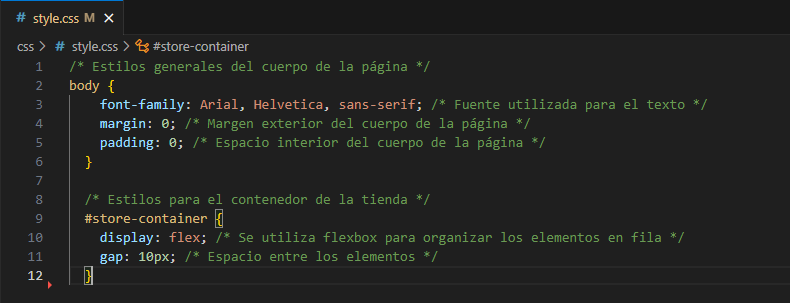 # style.css M ×
css > # style.css > #store-container
1 /* Estilos generales del cuerpo de la página */
2 body {
3 font-family: Arial, Helvetica, sans-serif; /* Fuente utilizada para el texto */
4 margin: 0; /* Margen exterior del cuerpo de la página */
5 padding: 0; /* Espacio interior del cuerpo de la página */
6 }
7
8 /* Estilos para el contenedor de la tienda */
9 #store-container {
10 display: flex; /* Se utiliza flexbox para organizar los elementos en fila */
11 gap: 10px; /* Espacio entre los elementos */
12 }